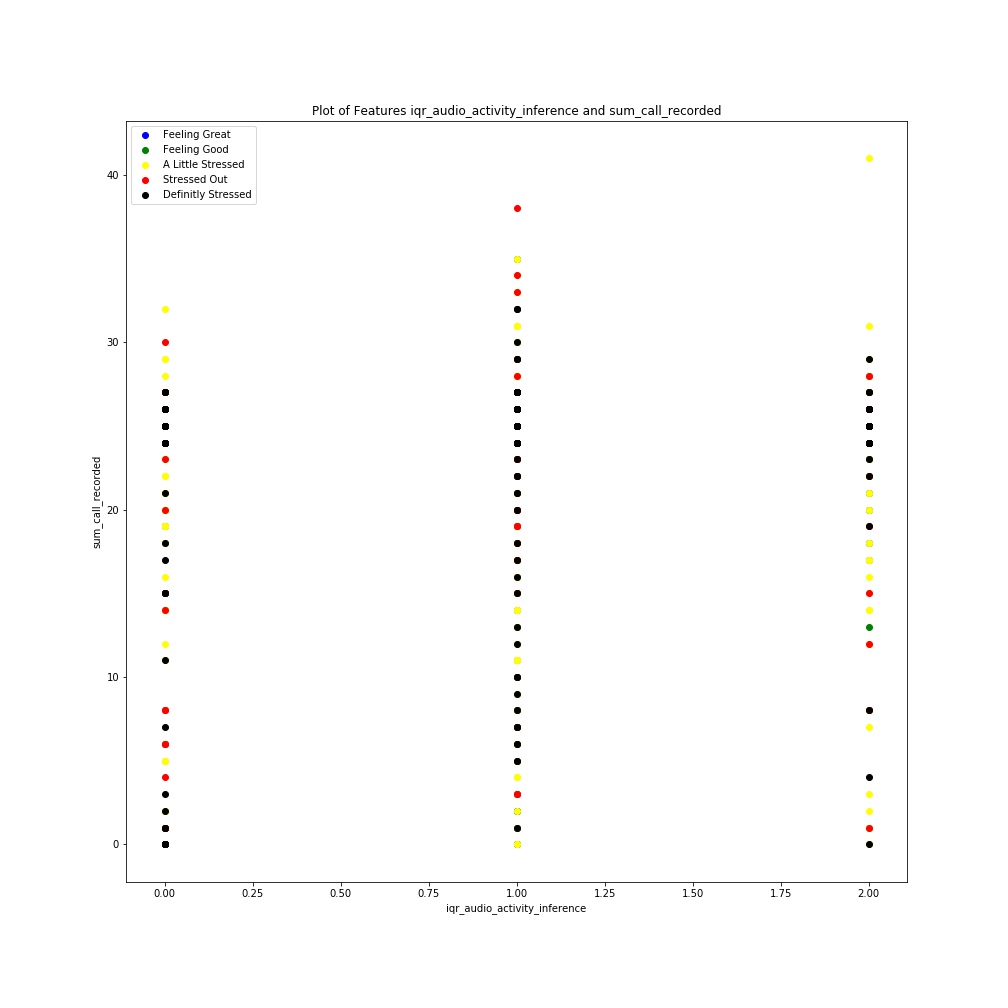 Plot of Features iqr_audio_activity_inference and sum_call_recorded
Feeling Great
Feeling Good
A Little Stressed
Stressed Out
Definitly Stressed
40
30
20
10
0
sum_call_recorded
0.00 0.25 0.50 0.75 1.00 1.25 1.50 1.75 2.00
iqr_audio_activity_inference